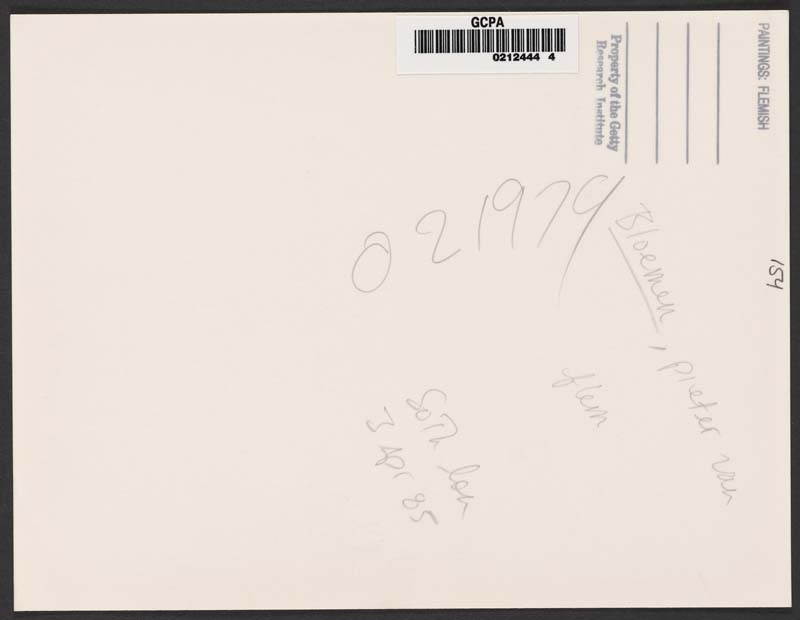 GCPA
0212444 4
PAINTINGS: FLEMISH
Property of the Getty
Research Institute
154
021979
Bloemen, Pieter van
flem
Soth lon
3 Apr 85